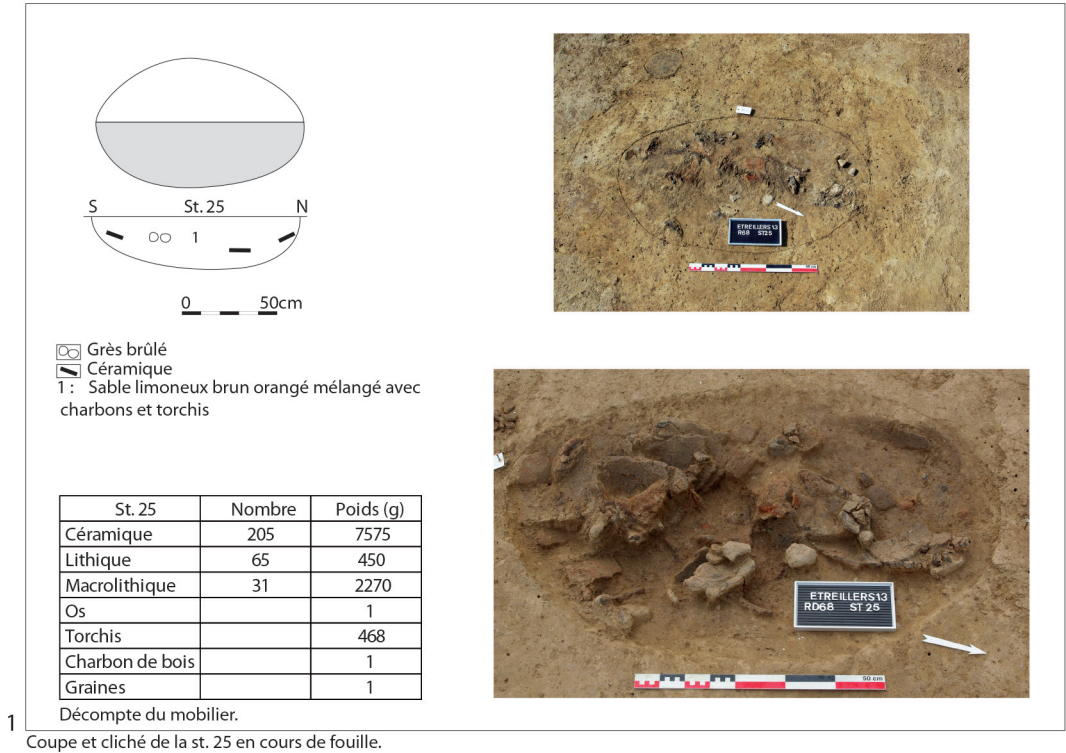 S St. 25 N
1
0 50cm
Grès brûlé
Céramique
1 : Sable limoneux brun orangé mélangé avec
charbons et torchis
St. 25 Nombre Poids (g)
Céramique 205 7575
Lithique 65 450
Macrolithique 31 2270
Os 1
Torchis 468
Charbon de bois 1
Graines 1
Décompte du mobilier.
ETREILLERS 13
R68 ST25
ETREILLERS13
RD68 ST 25
50 cm
1
Coupe et cliché de la st. 25 en cours de fouille.